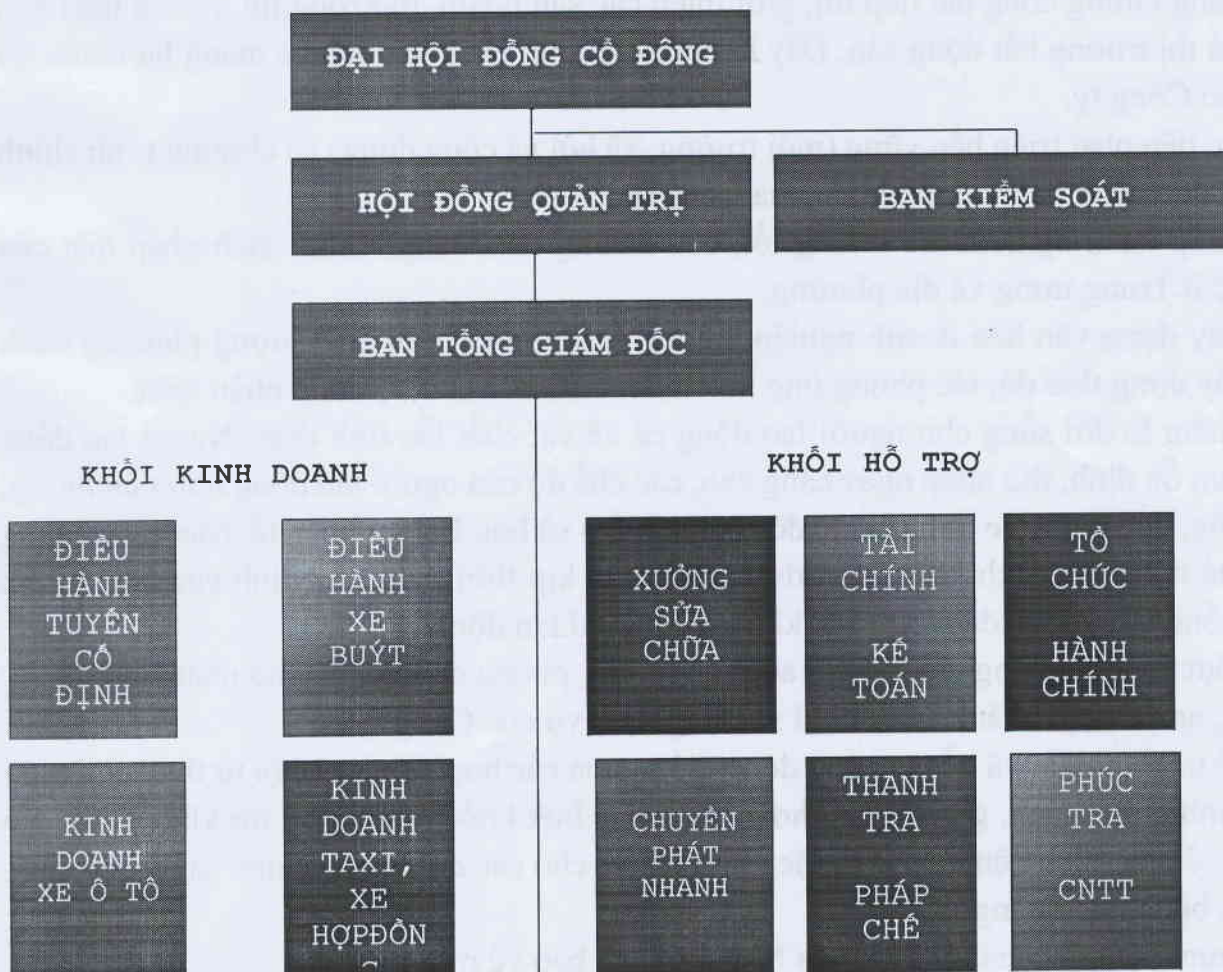 ĐẠI HỘI ĐỒNG CỔ ĐÔNG
HỘI ĐỒNG QUẢN TRỊ
BAN KIỂM SOÁT
BAN TỔNG GIÁM ĐỐC
KHỐI KINH DOANH
KHỐI HỖ TRỢ
ĐIỀU
HÀNH
TUYẾN
CỐ
ĐỊNH
ĐIỀU
HÀNH
XE
BUÝT
XƯỞNG
SỬA
CHỮA
TÀI
CHÍNH
KẾ
TOÁN
TỔ
CHỨC
HÀNH
CHÍNH
KINH
DOANH
XE Ô TÔ
KINH
DOANH
TAXI,
XE
HỢPĐỒN
CHUYỂN
PHÁT
NHANH
THANH
TRA
PHÁP
CHẾ
PHÚC
TRA
CNTT